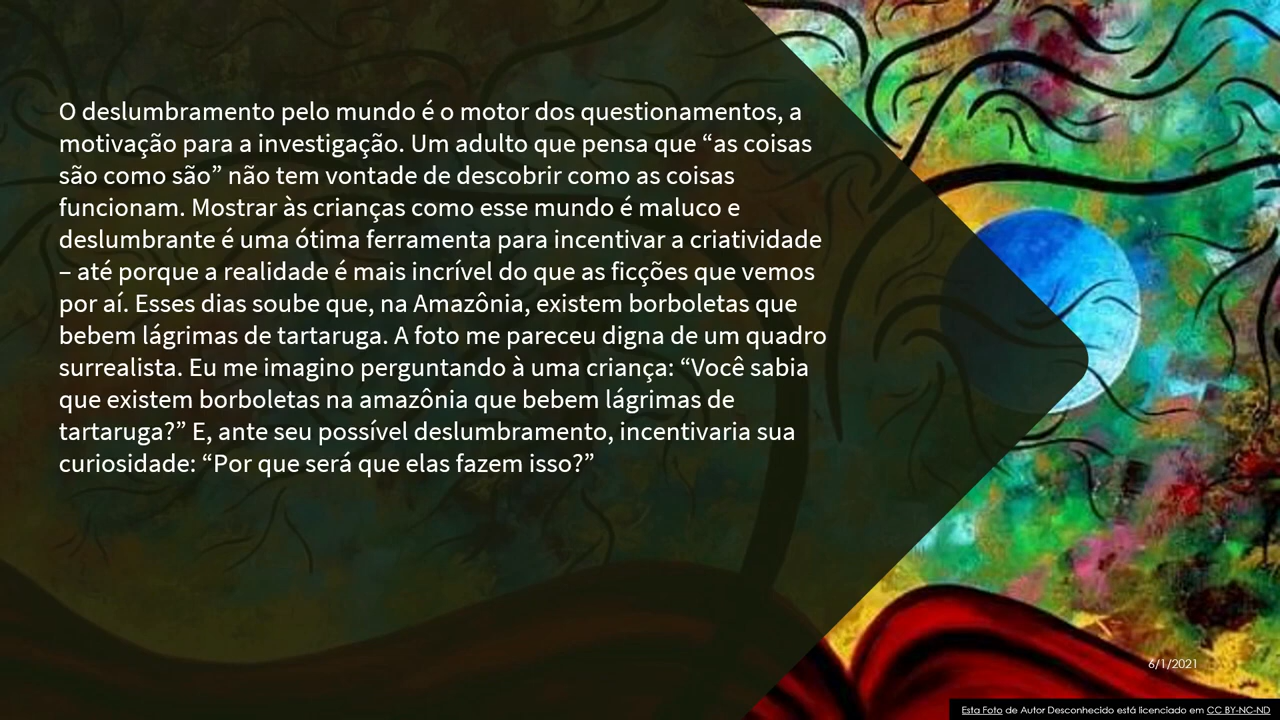 O deslumbramento pelo mundo é o motor dos questionamentos, a
motivação para a investigação. Um adulto que pensa que “as coisas
são como são” não tem vontade de descobrir como as coisas
funcionam. Mostrar às crianças como esse mundo é maluco e
deslumbrante é uma ótima ferramenta para incentivar a criatividade
– até porque a realidade é mais incrível do que as ficções que vemos
por aí. Esses dias soube que, na Amazônia, existem borboletas que
bebem lágrimas de tartaruga. A foto me pareceu digna de um quadro
surrealista. Eu me imagino perguntando à uma criança: “Você sabia
que existem borboletas na amazônia que bebem lágrimas de
tartaruga?” E, ante seu possível deslumbramento, incentivaria sua
curiosidade: “Por que será que elas fazem isso?”
6/1/2021
Esta Foto de Autor Desconhecido está licenciado em CC BY-NC-ND